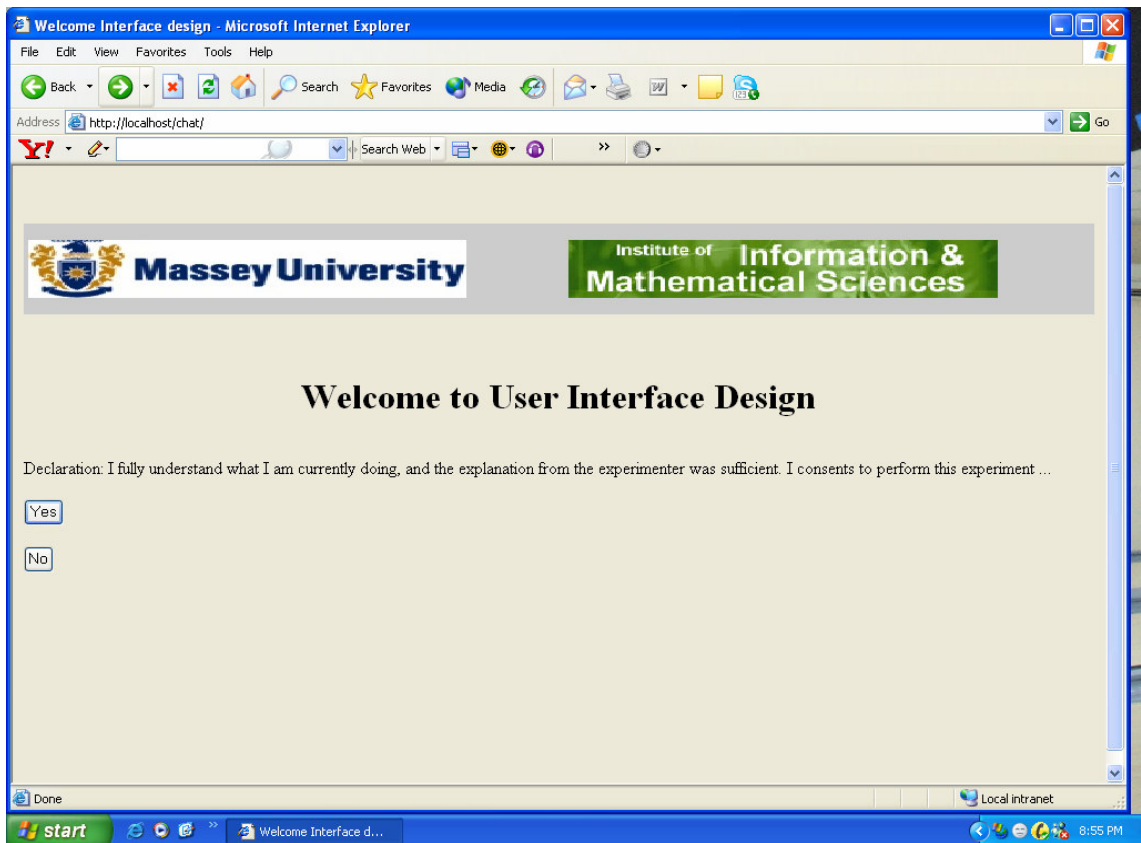 Welcome Interface design - Microsoft Internet Explorer
File Edit View Favorites Tools Help
Back Search Favorites Media
Address http://localhost/chat/ Go
Y! Search Web »
Massey University
Institute of Information &
Mathematical Sciences
Welcome to User Interface Design
Declaration: I fully understand what I am currently doing, and the explanation from the experimenter was sufficient. I consents to perform this experiment ...
Yes
No
Done Local intranet
start » Welcome Interface d... 8:55 PM